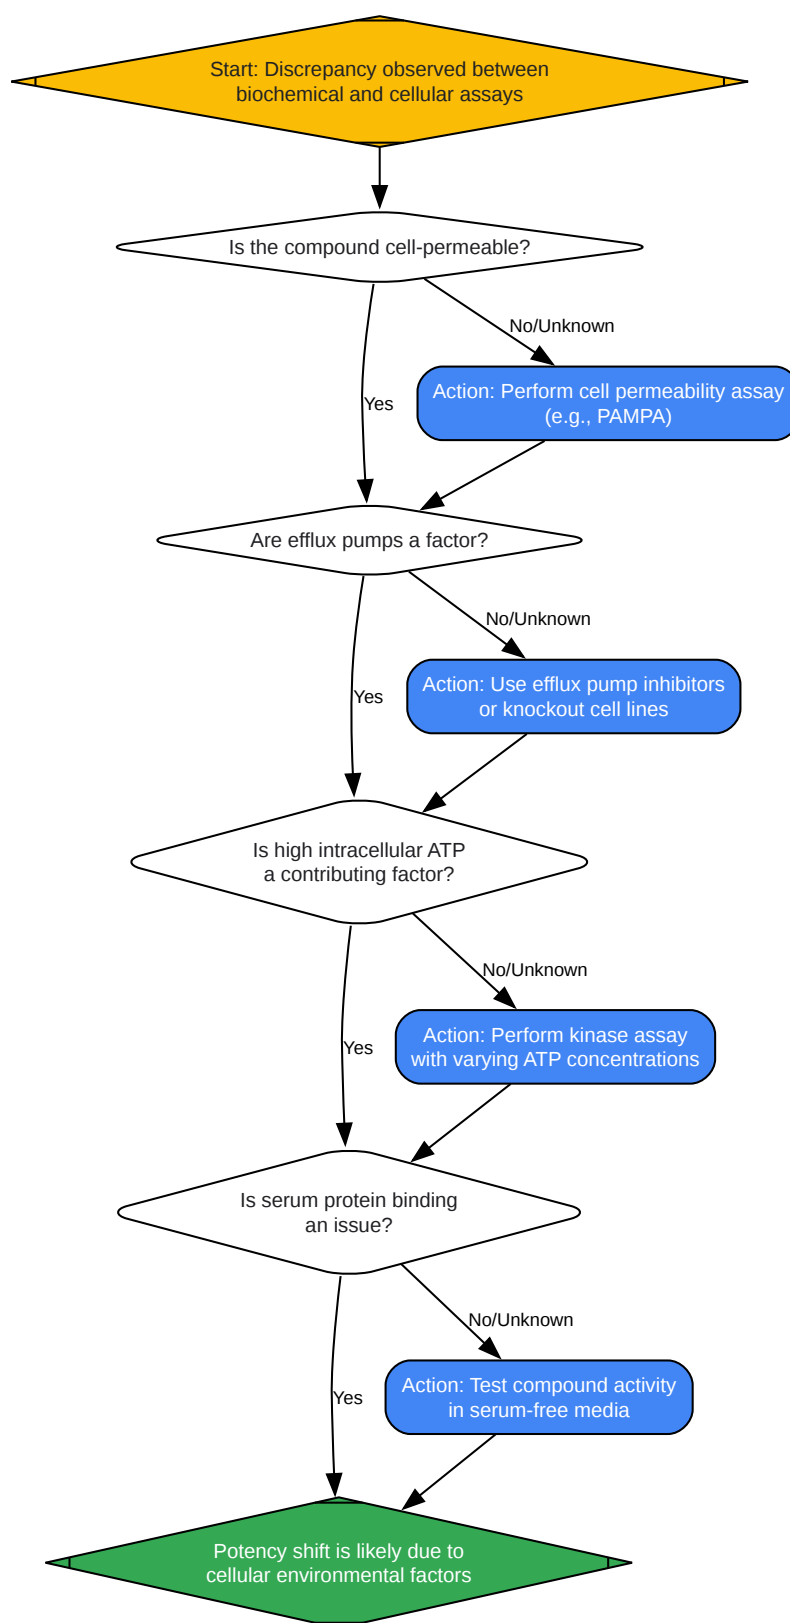 Start: Discrepancy observed between
biochemical and cellular assays
Is the compound cell-permeable?
No/Unknown
Action: Perform cell permeability assay
(e.g., PAMPA)
Yes
Are efflux pumps a factor?
No/Unknown
Action: Use efflux pump inhibitors
or knockout cell lines
Yes
Is high intracellular ATP
a contributing factor?
No/Unknown
Action: Perform kinase assay
with varying ATP concentrations
Yes
Is serum protein binding
an issue?
No/Unknown
Action: Test compound activity
in serum-free media
Yes
Potency shift is likely due to
cellular environmental factors